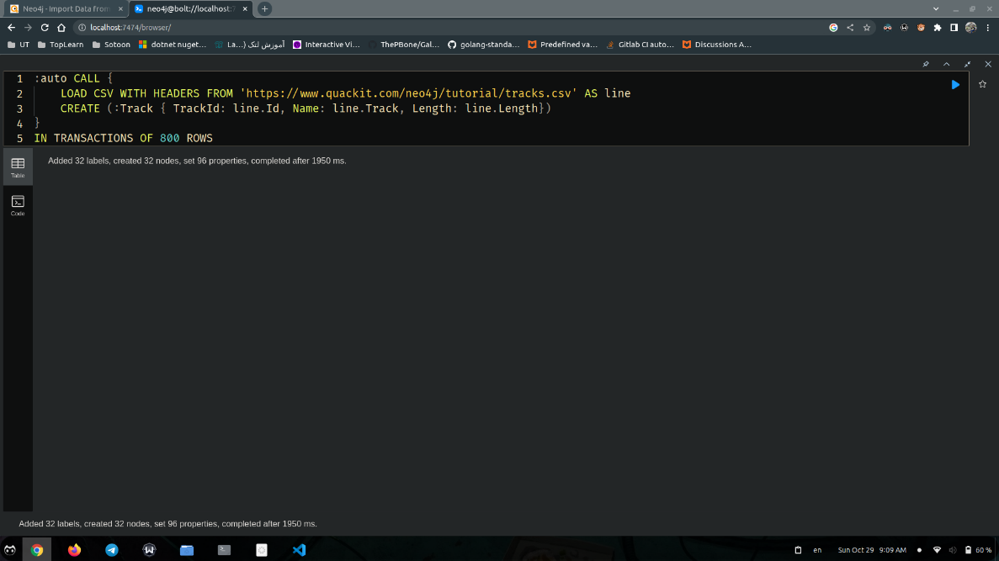 Neo4j - Import Data from
neo4j@bolt://localhost:7
localhost:7474/browser/
UT
TopLearn
Sotoon
dotnet nuget…
آموزش لتک (…La
Interactive Vi…
ThePBone/Gal…
golang-standa…
Predefined va…
Gitlab CI auto…
Discussions A…
1 :auto CALL {
2 LOAD CSV WITH HEADERS FROM 'https://www.quackit.com/neo4j/tutorial/tracks.csv' AS line
3 CREATE (:Track { TrackId: line.Id, Name: line.Track, Length: line.Length})
4 }
5 IN TRANSACTIONS OF 800 ROWS
Table
Added 32 labels, created 32 nodes, set 96 properties, completed after 1950 ms.
Code
Added 32 labels, created 32 nodes, set 96 properties, completed after 1950 ms.
en
Sun Oct 29 9:09 AM
60 %